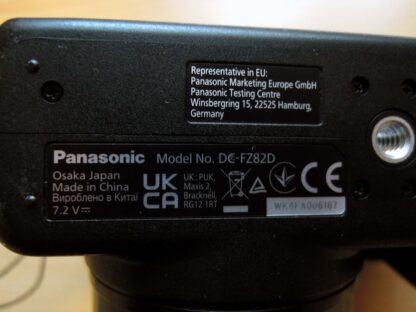 Representative in EU:
Panasonic Marketing Europe GmbH
Panasonic Testing Centre
Winsbergring 15, 22525 Hamburg,
Germany
Panasonic Model No. DC-FZ82D
Osaka Japan
Made in China
Вироблено в Китаї
7.2 V ⎓
UK
CA
UK : PUK,
Maxis 2,
Bracknell,
RG12 1RT
CE
WK4FA006167